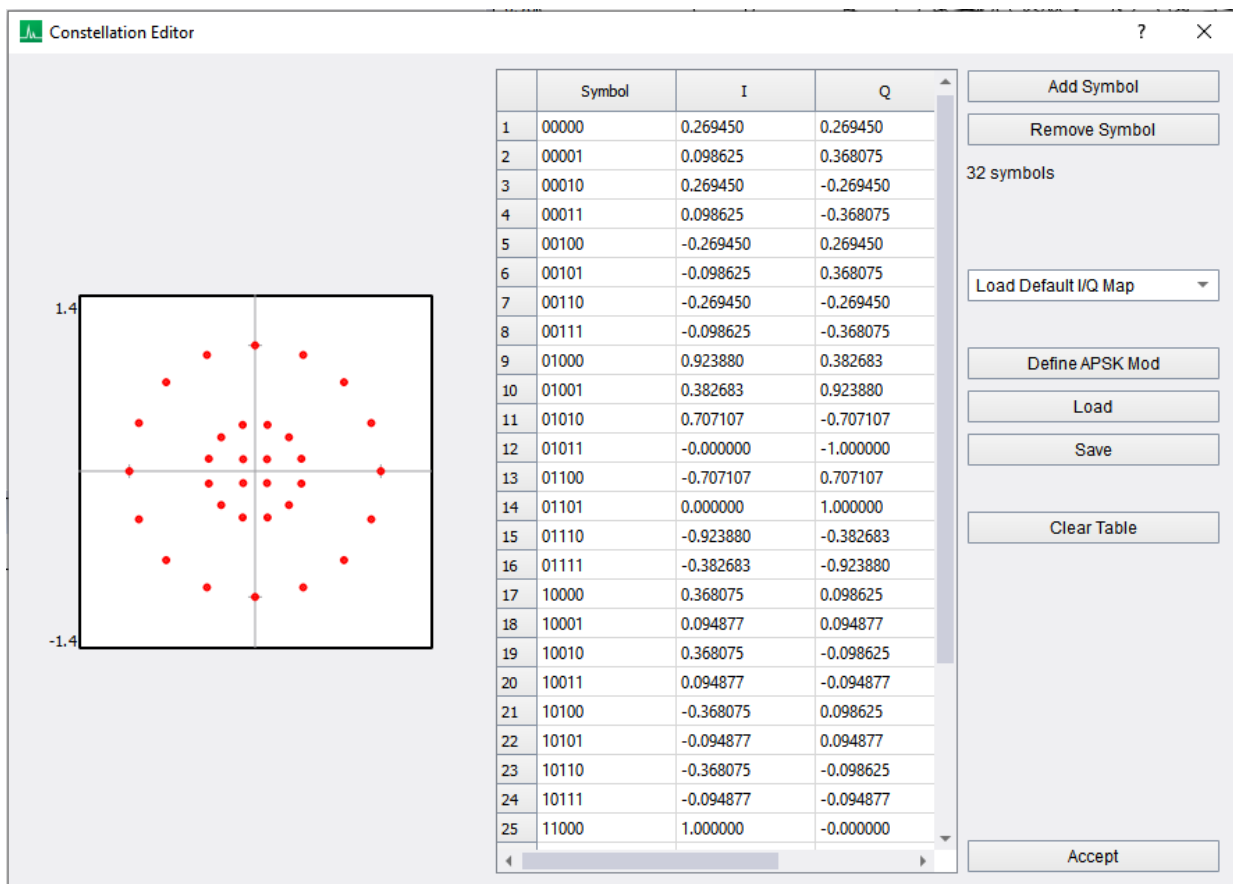 Constellation Editor
? ×
Symbol I Q
1 00000 0.269450 0.269450
2 00001 0.098625 0.368075
3 00010 0.269450 -0.269450
4 00011 0.098625 -0.368075
5 00100 -0.269450 0.269450
6 00101 -0.098625 0.368075
7 00110 -0.269450 -0.269450
8 00111 -0.098625 -0.368075
9 01000 0.923880 0.382683
10 01001 0.382683 0.923880
11 01010 0.707107 -0.707107
12 01011 -0.000000 -1.000000
13 01100 -0.707107 0.707107
14 01101 0.000000 1.000000
15 01110 -0.923880 -0.382683
16 01111 -0.382683 -0.923880
17 10000 0.368075 0.098625
18 10001 0.094877 0.094877
19 10010 0.368075 -0.098625
20 10011 0.094877 -0.094877
21 10100 -0.368075 0.098625
22 10101 -0.094877 0.094877
23 10110 -0.368075 -0.098625
24 10111 -0.094877 -0.094877
25 11000 1.000000 -0.000000
1.4
-1.4
Add Symbol
Remove Symbol
32 symbols
Load Default I/Q Map
Define APSK Mod
Load
Save
Clear Table
Accept